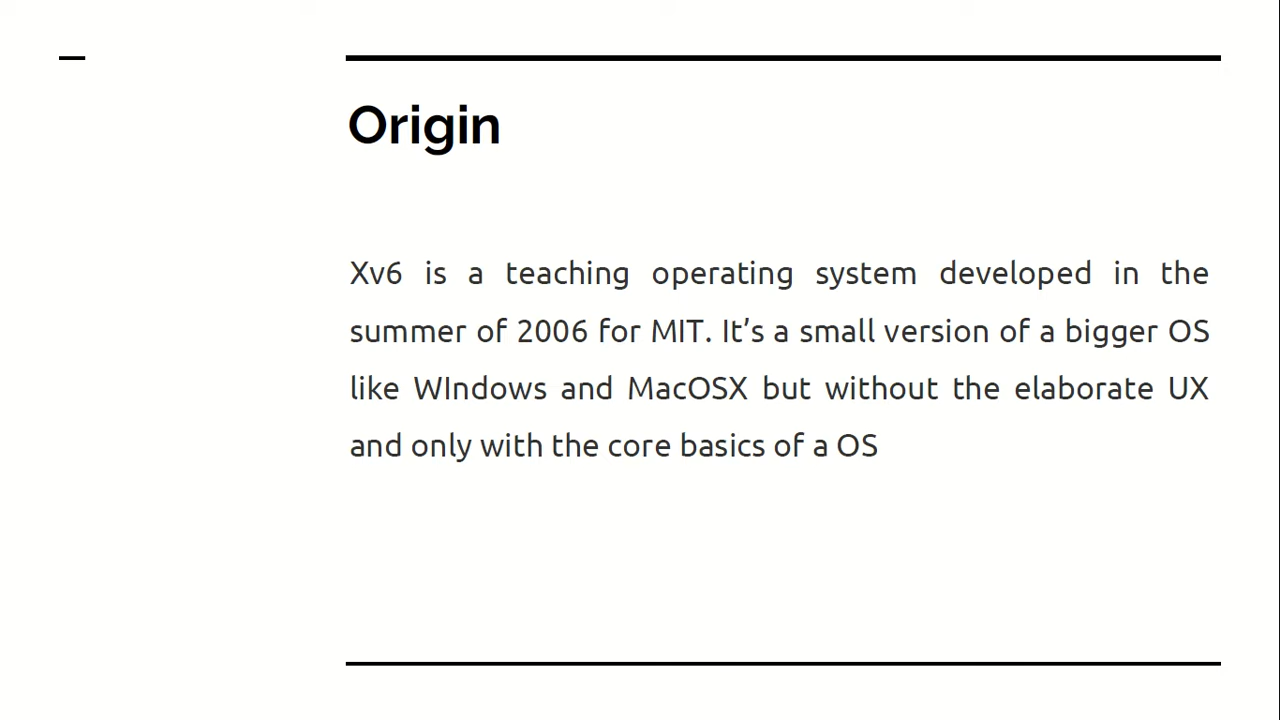 Origin
Xv6 is a teaching operating system developed in the
summer of 2006 for MIT. It’s a small version of a bigger OS
like WIndows and MacOSX but without the elaborate UX
and only with the core basics of a OS